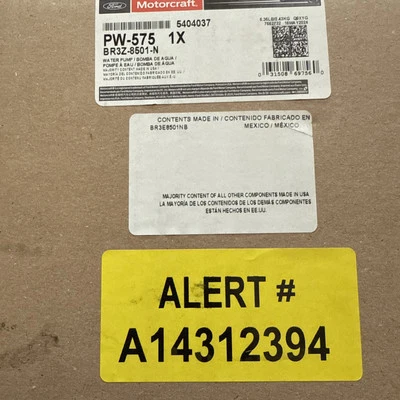 Ford
Motorcraft.
5404037
PW-575 1X
BR3Z-8501-N
WATER PUMP / BOMBA DE AGUA /
POMPE À EAU / BOMBA DE ÁGUA
CONTENTS MADE IN / CONTENIDO FABRICADO EN
BR3E8501NB MEXICO / MÉXICO
MAJORITY CONTENT OF ALL OTHER COMPONENTS MADE IN USA
LA MAYORÍA DE LOS CONTENIDOS DE LOS DEMÁS COMPONENTES
ESTÁN HECHOS EN EE.UU.
ALERT #
A14312394